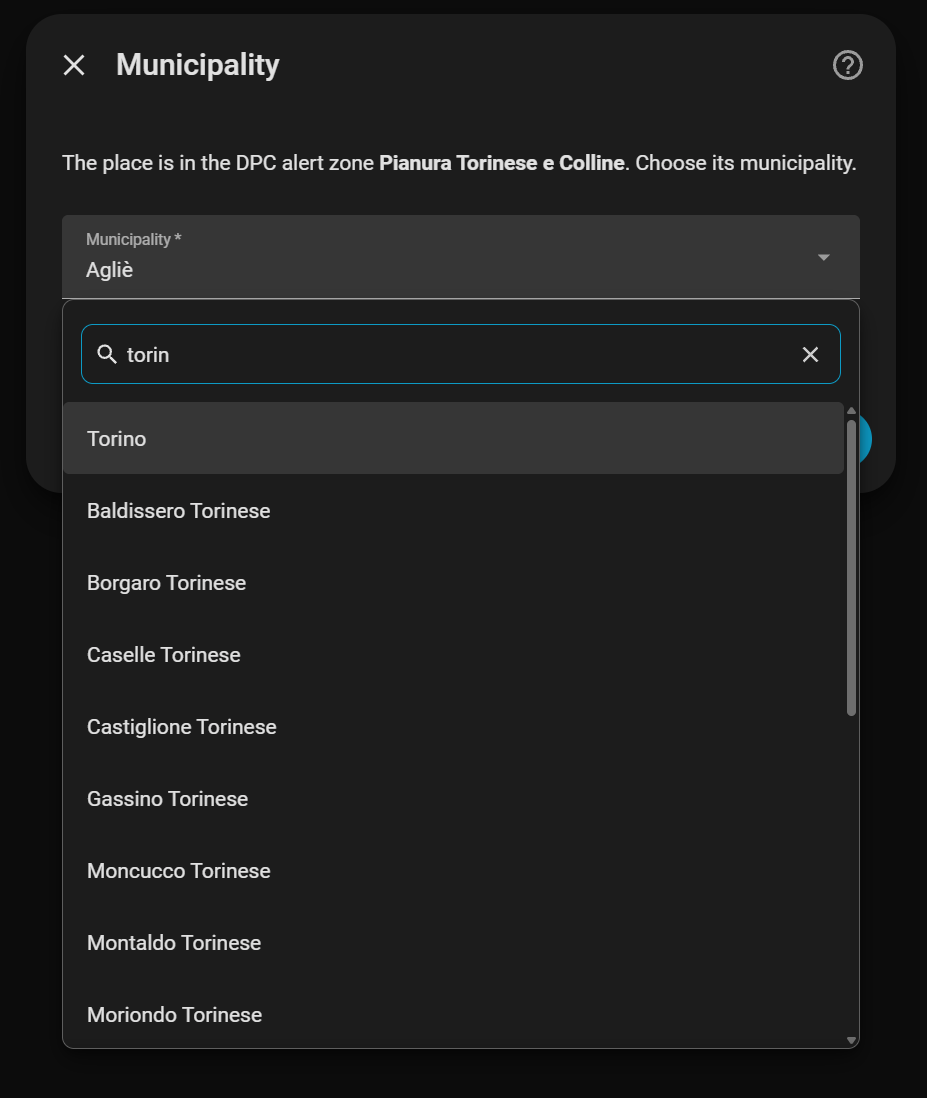 Municipality
The place is in the DPC alert zone Pianura Torinese e Colline. Choose its municipality.
Municipality *
Agliè
torin
Torino
Baldissero Torinese
Borgaro Torinese
Caselle Torinese
Castiglione Torinese
Gassino Torinese
Moncucco Torinese
Montaldo Torinese
Moriondo Torinese